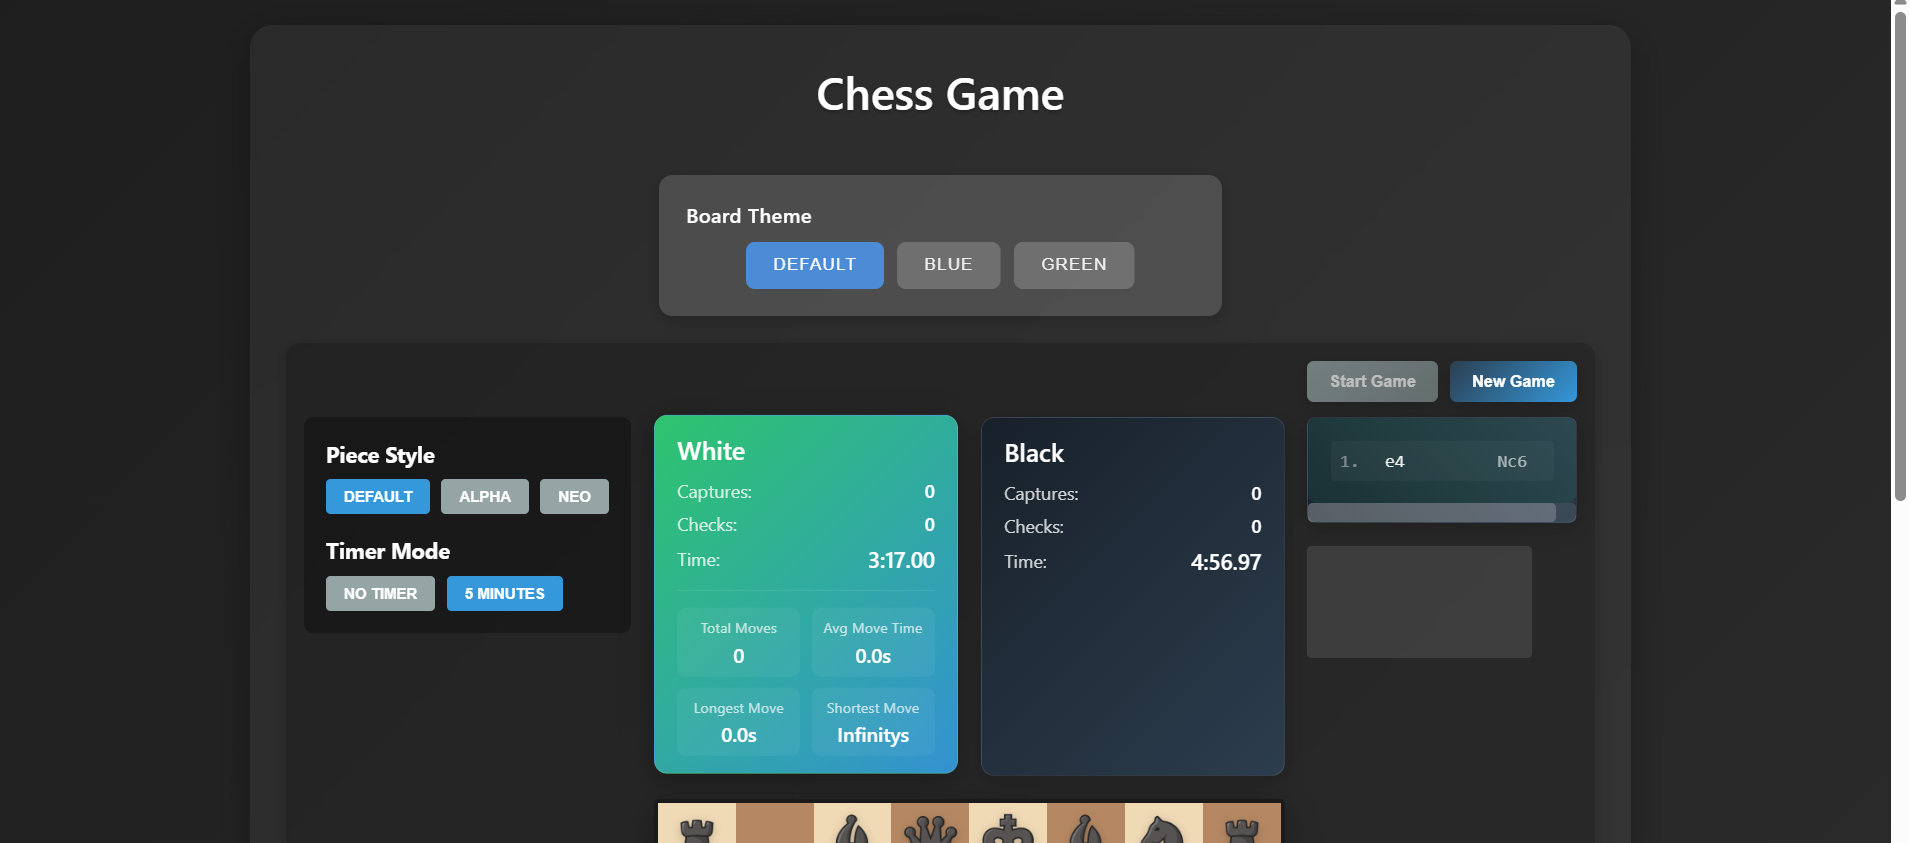 Chess Game
Board Theme
DEFAULT BLUE GREEN
Start Game New Game
Piece Style
DEFAULT ALPHA NEO
Timer Mode
NO TIMER 5 MINUTES
White
Captures: 0
Checks: 0
Time: 3:17.00
Total Moves Avg Move Time
0 0.0s
Longest Move Shortest Move
0.0s Infinitys
Black
Captures: 0
Checks: 0
Time: 4:56.97
1. e4 Nc6